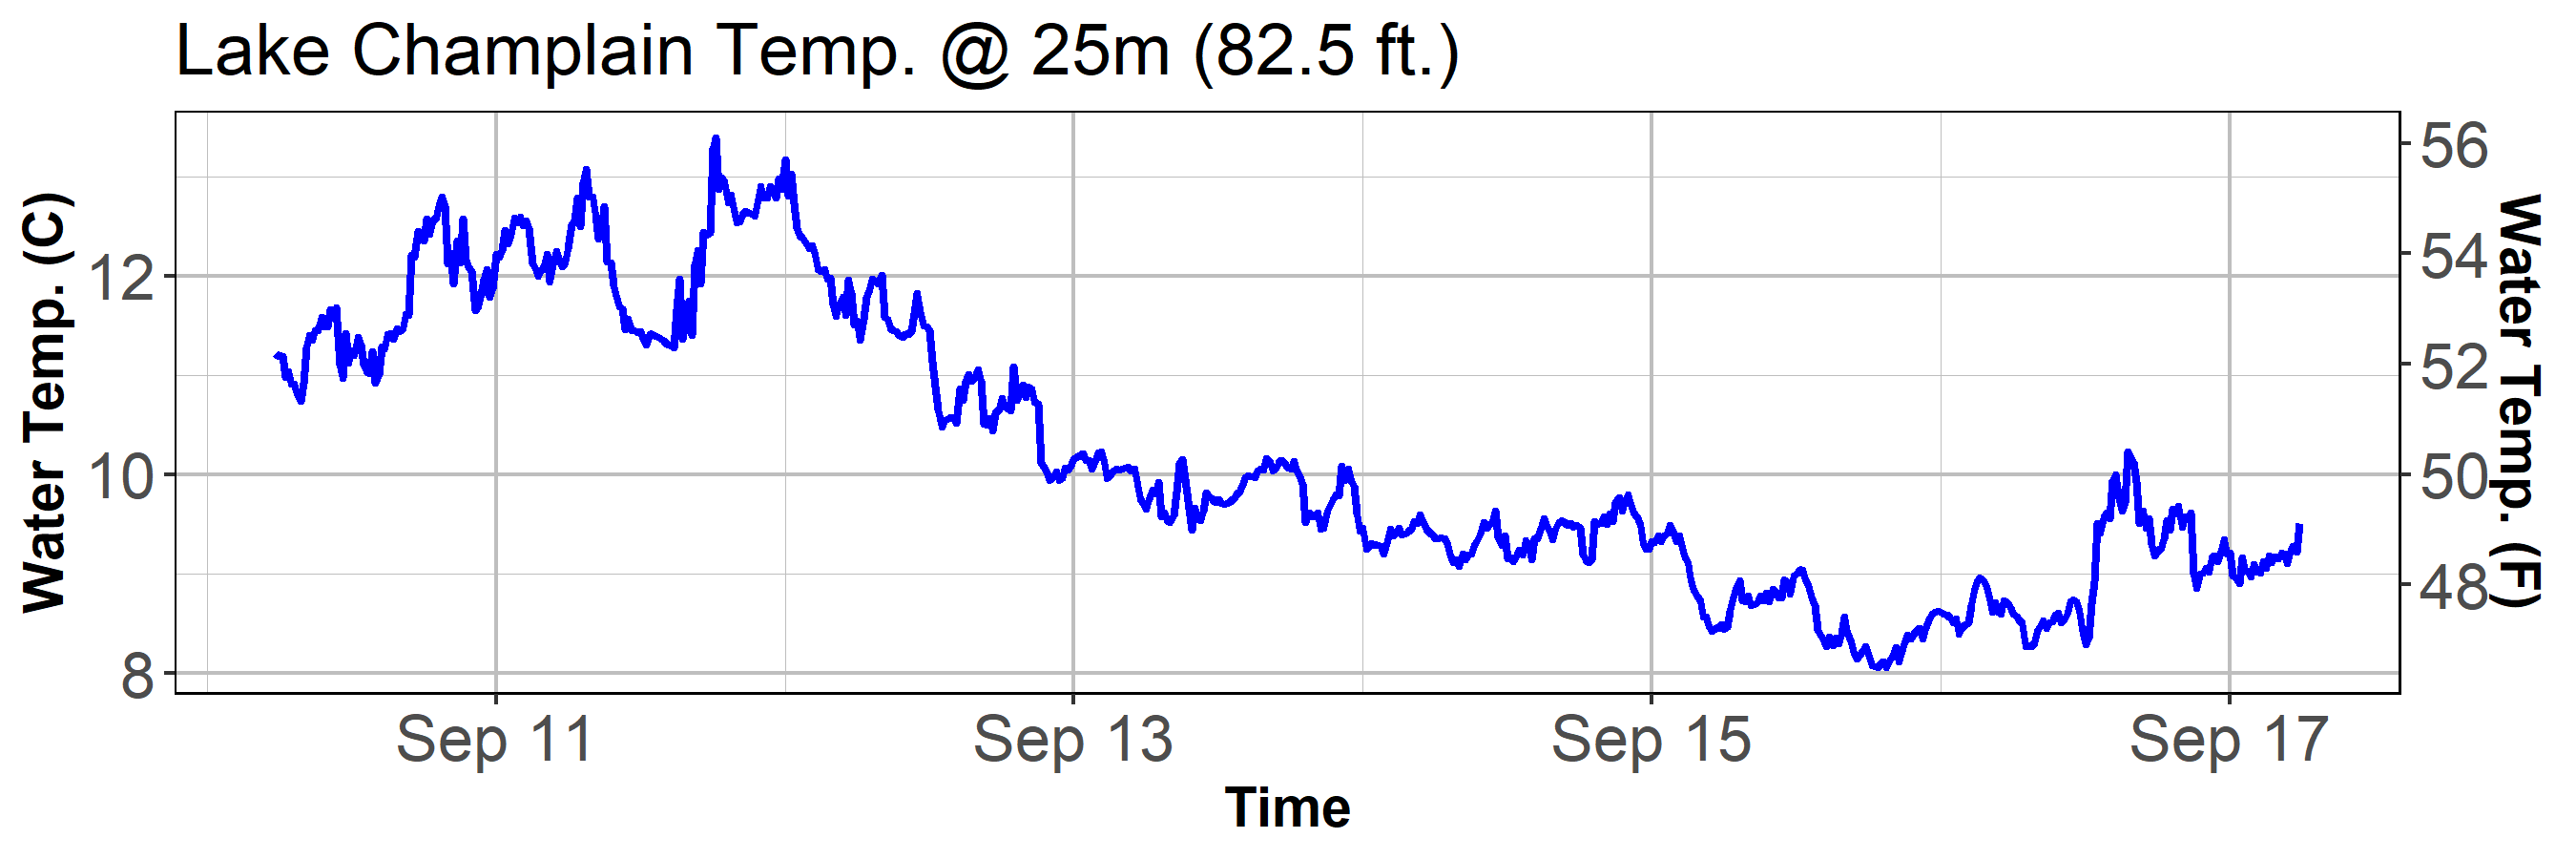 Lake Champlain Temp. @ 25m (82.5 ft.)
Water Temp. (C)
12
10
8
56
54
52
50
48
Water Temp. (F)
Sep 11
Sep 13
Sep 15
Sep 17
Time